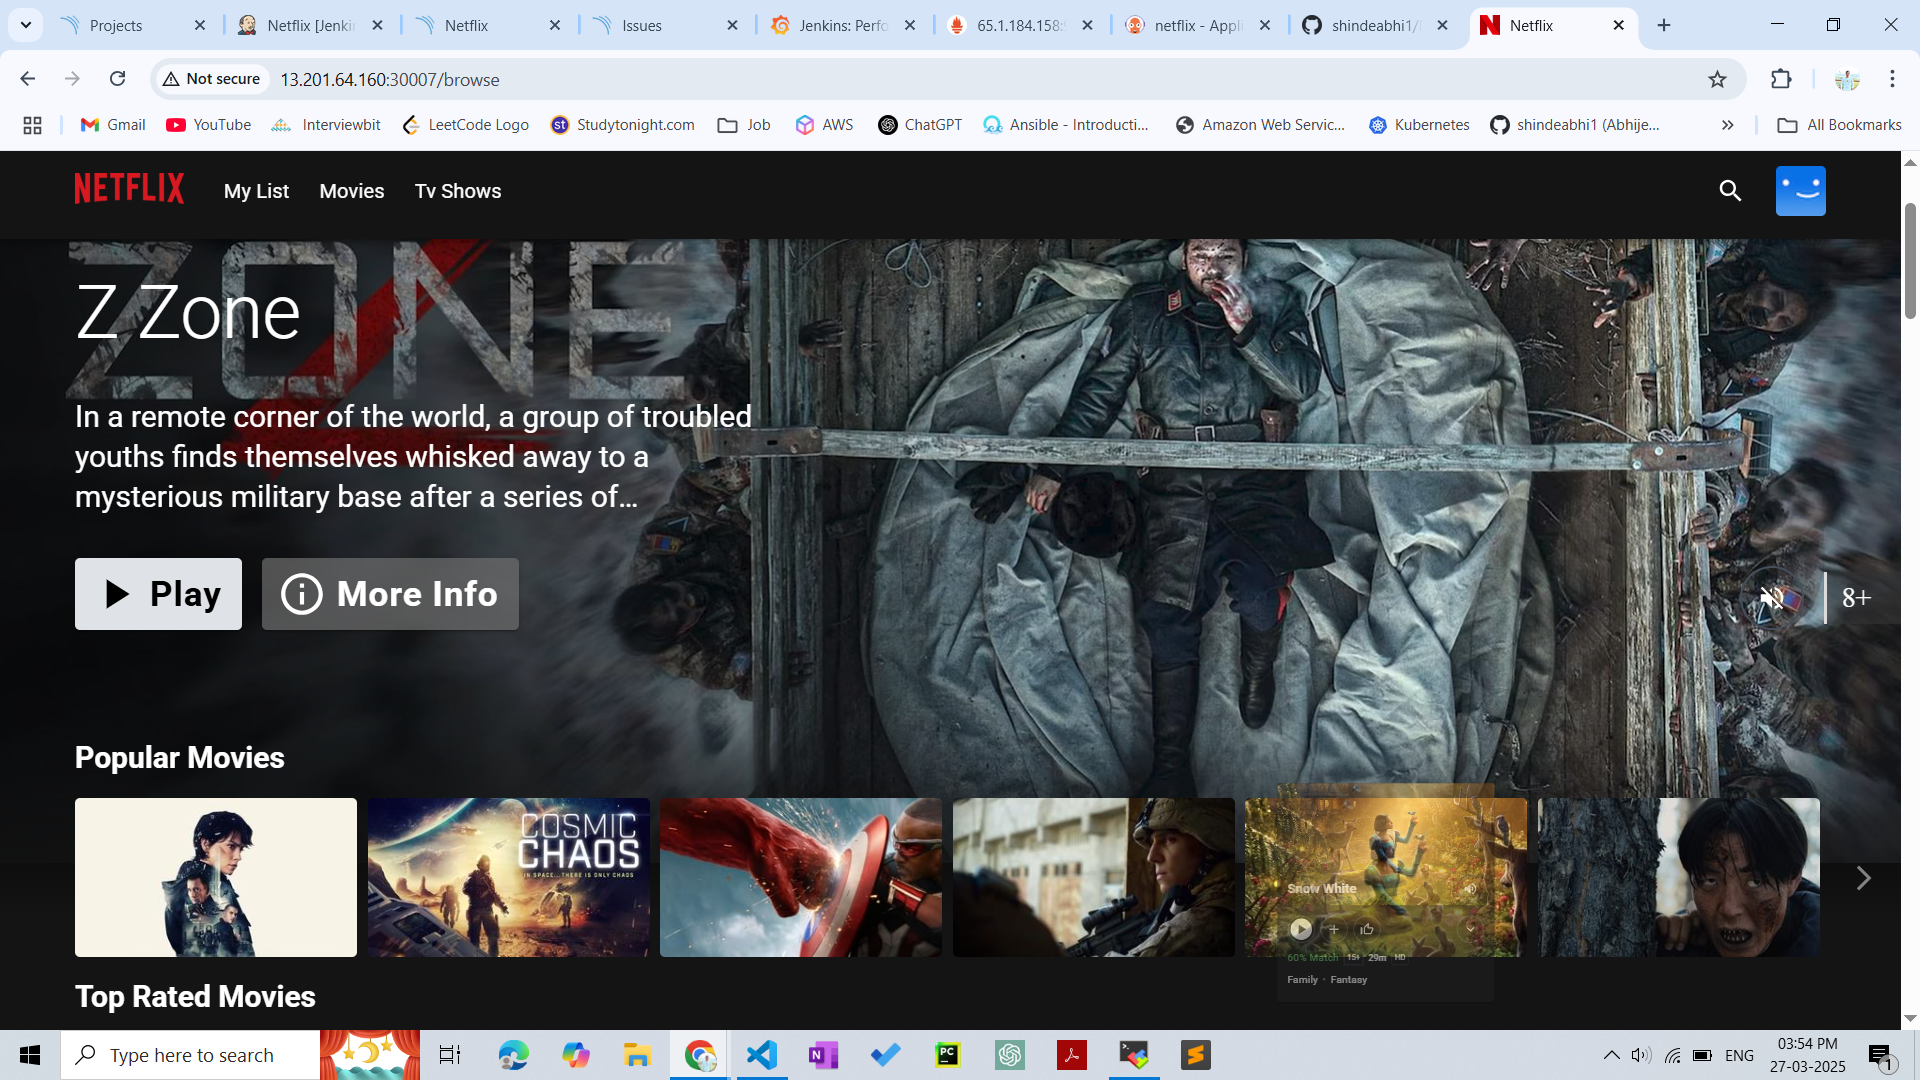 Projects
Netflix [Jenki
Netflix
Issues
Jenkins: Perfo
65.1.184.158:
netflix - Appli
shindeabhi1/
Netflix
Not secure
13.201.64.160:30007/browse
Gmail
YouTube
Interviewbit
LeetCode Logo
st
Studytonight.com
Job
AWS
ChatGPT
Ansible - Introducti...
Amazon Web Servic...
Kubernetes
shindeabhi1 (Abhije...
All Bookmarks
NETFLIX
My List
Movies
Tv Shows
ZONE
Z Zone
In a remote corner of the world, a group of troubled
youths finds themselves whisked away to a
mysterious military base after a series of...
Play
More Info
8+
Popular Movies
COSMIC
CHAOS
IN SPACE...THERE IS ONLY CHAOS
Snow White
60% Match 15+ 29m HD
Family · Fantasy
Top Rated Movies
Type here to search
PC
ENG
03:54 PM
27-03-2025
1